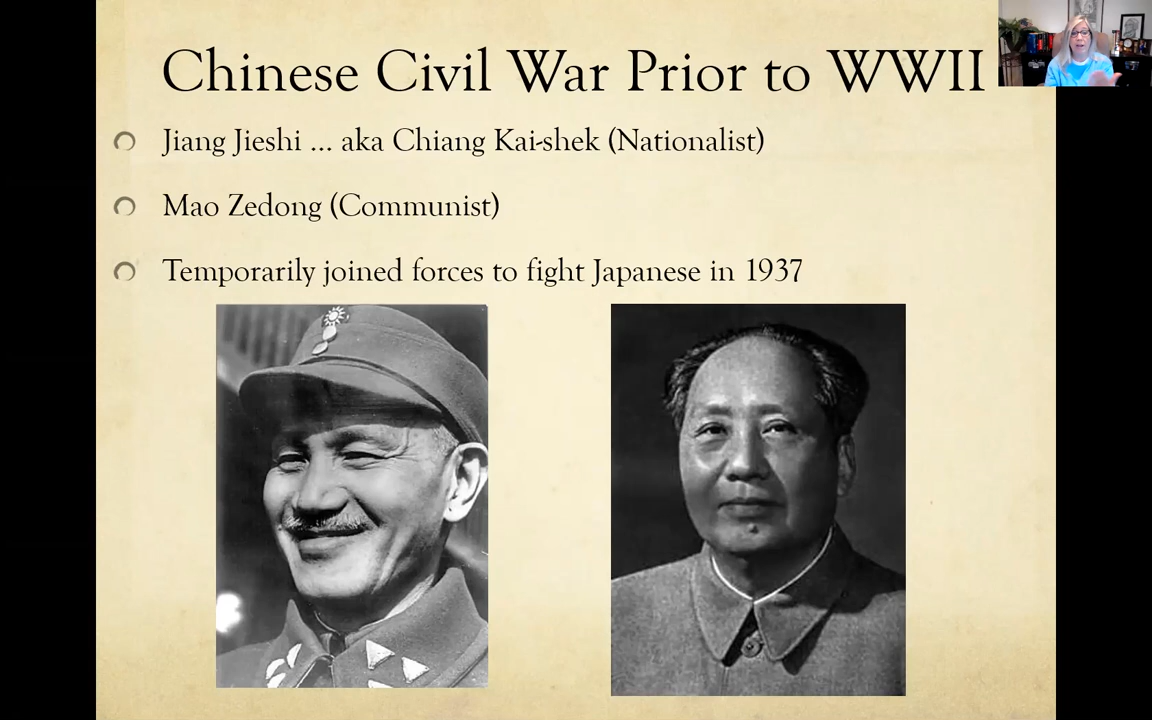 Chinese Civil War Prior to WWII
Jiang Jieshi ... aka Chiang Kai-shek (Nationalist)
Mao Zedong (Communist)
Temporarily joined forces to fight Japanese in 1937